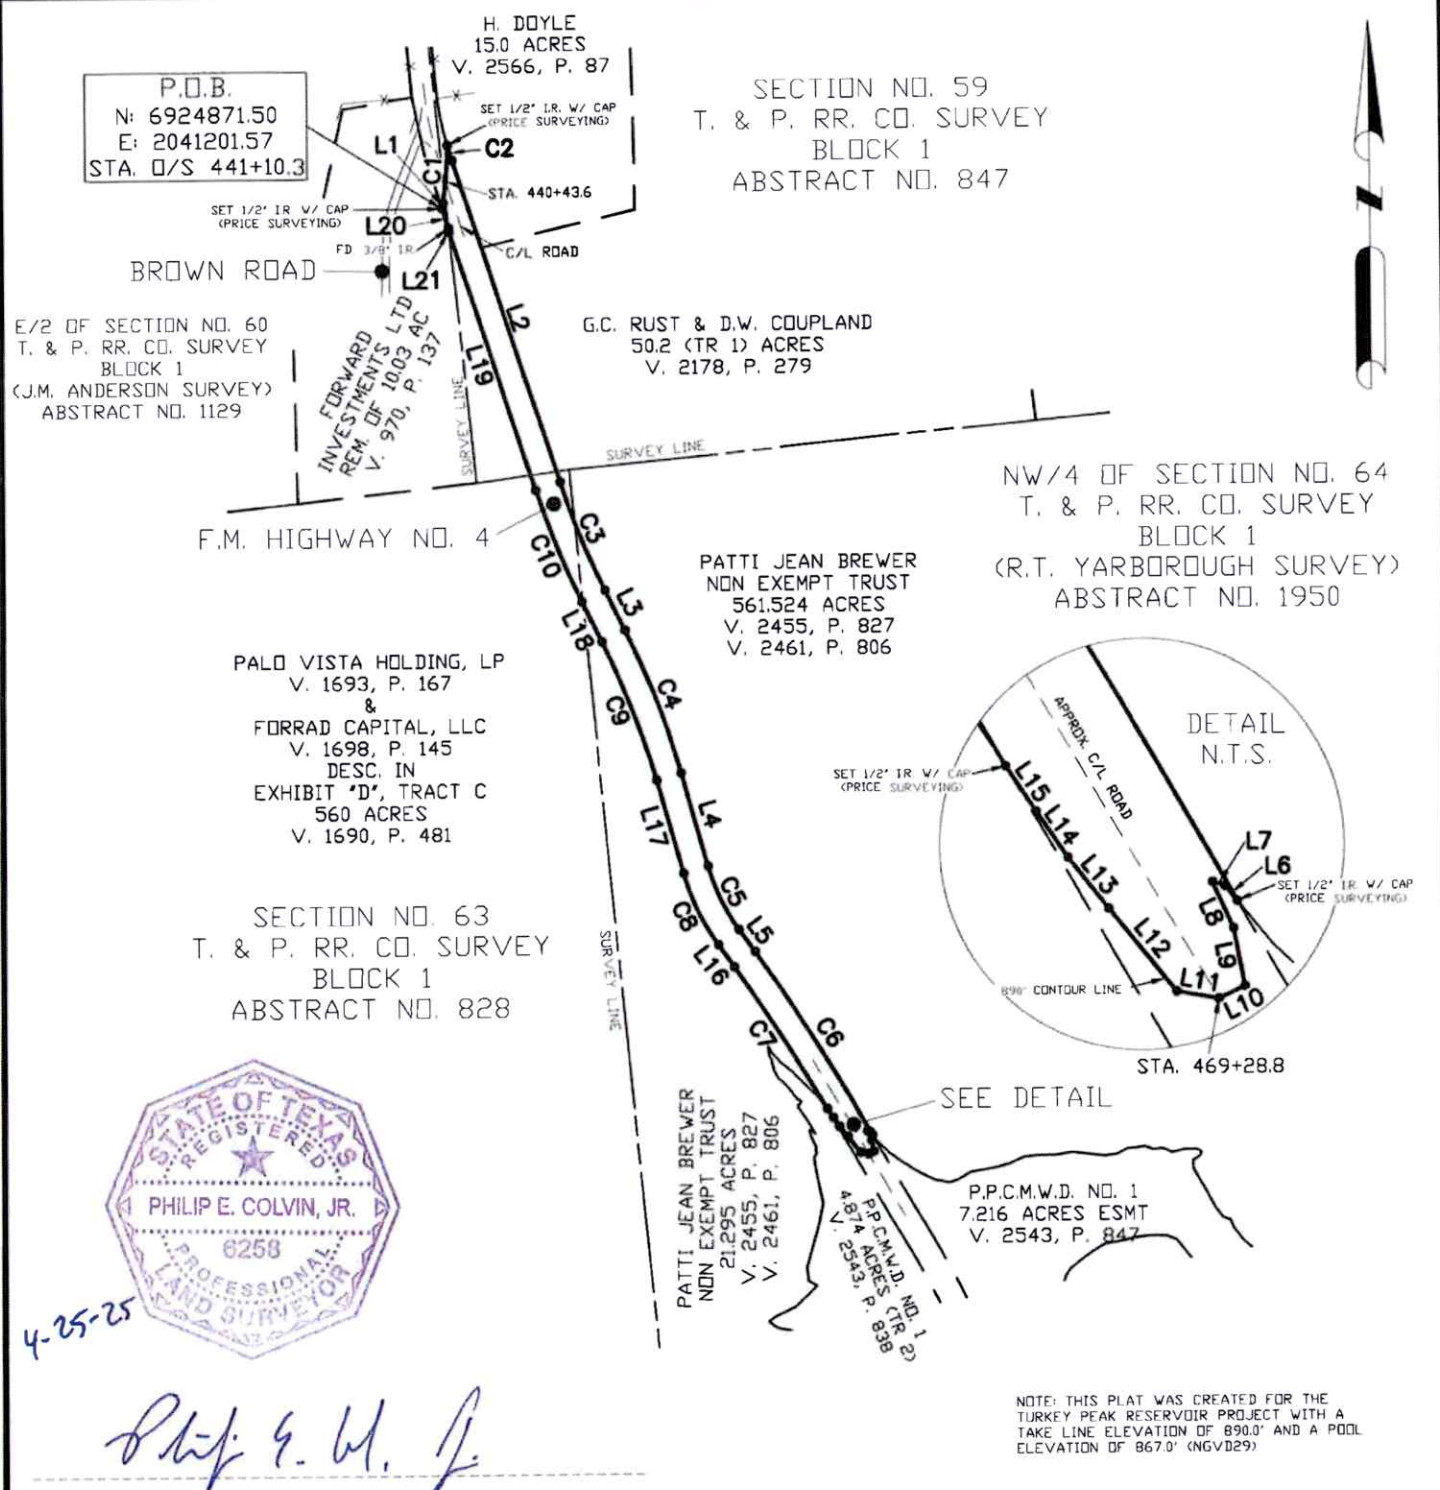 H. DOYLE
15.0 ACRES
V. 2566, P. 87
P.O.B.
N: 6924871.50
E: 2041201.57
STA. O/S 441+10.3
SET 1/2" I.R. W/ CAP
(PRICE SURVEYING)
L1
C1
C2
STA. 440+43.6
SET 1/2" IR W/ CAP
(PRICE SURVEYING)
L20
FD 3/8" IR
C/L ROAD
L21
BROWN ROAD
SECTION NO. 59
T. & P. RR. CO. SURVEY
BLOCK 1
ABSTRACT NO. 847
E/2 OF SECTION NO. 60
T. & P. RR. CO. SURVEY
BLOCK 1
(J.M. ANDERSON SURVEY)
ABSTRACT NO. 1129
FORWARD
INVESTMENTS LTD
REM. OF 10.03 AC
V. 970, P. 137
L2
L19
SURVEY LINE
G.C. RUST & D.W. COUPLAND
50.2 (TR 1) ACRES
V. 2178, P. 279
SURVEY LINE
F.M. HIGHWAY NO. 4
C3
C10
L3
L18
NW/4 OF SECTION NO. 64
T. & P. RR. CO. SURVEY
BLOCK 1
(R.T. YARBOROUGH SURVEY)
ABSTRACT NO. 1950
PATTI JEAN BREWER
NON EXEMPT TRUST
561.524 ACRES
V. 2455, P. 827
V. 2461, P. 806
PALO VISTA HOLDING, LP
V. 1693, P. 167
&
FORRAD CAPITAL, LLC
V. 1698, P. 145
DESC. IN
EXHIBIT "D", TRACT C
560 ACRES
V. 1690, P. 481
C4
C9
L4
L17
C5
L5
C8
L16
C6
C7
DETAIL
N.T.S.
APPROX. C/L ROAD
SET 1/2" IR W/ CAP
(PRICE SURVEYING)
L15
L14
L13
L12
L11
L10
L9
L8
L7
L6
SET 1/2" IR W/ CAP
(PRICE SURVEYING)
890' CONTOUR LINE
STA. 469+28.8
SECTION NO. 63
T. & P. RR. CO. SURVEY
BLOCK 1
ABSTRACT NO. 828
SURVEY LINE
SEE DETAIL
PATTI JEAN BREWER
NON EXEMPT TRUST
21.295 ACRES
V. 2455, P. 827
V. 2461, P. 806
P.P.C.M.W.D. NO. 1
4.874 ACRES (TR 2)
V. 2543, P. 838
P.P.C.M.W.D. NO. 1
7.216 ACRES ESMT
V. 2543, P. 847
STATE OF TEXAS
REGISTERED
PHILIP E. COLVIN, JR.
6258
PROFESSIONAL
LAND SURVEYOR
4-25-25
NOTE: THIS PLAT WAS CREATED FOR THE
TURKEY PEAK RESERVOIR PROJECT WITH A
TAKE LINE ELEVATION OF 890.0' AND A POOL
ELEVATION OF 867.0' (NGVD29)